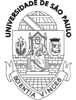 UNIVERSIDADE DE SÃO PAULO
SCIENTIA VINCES